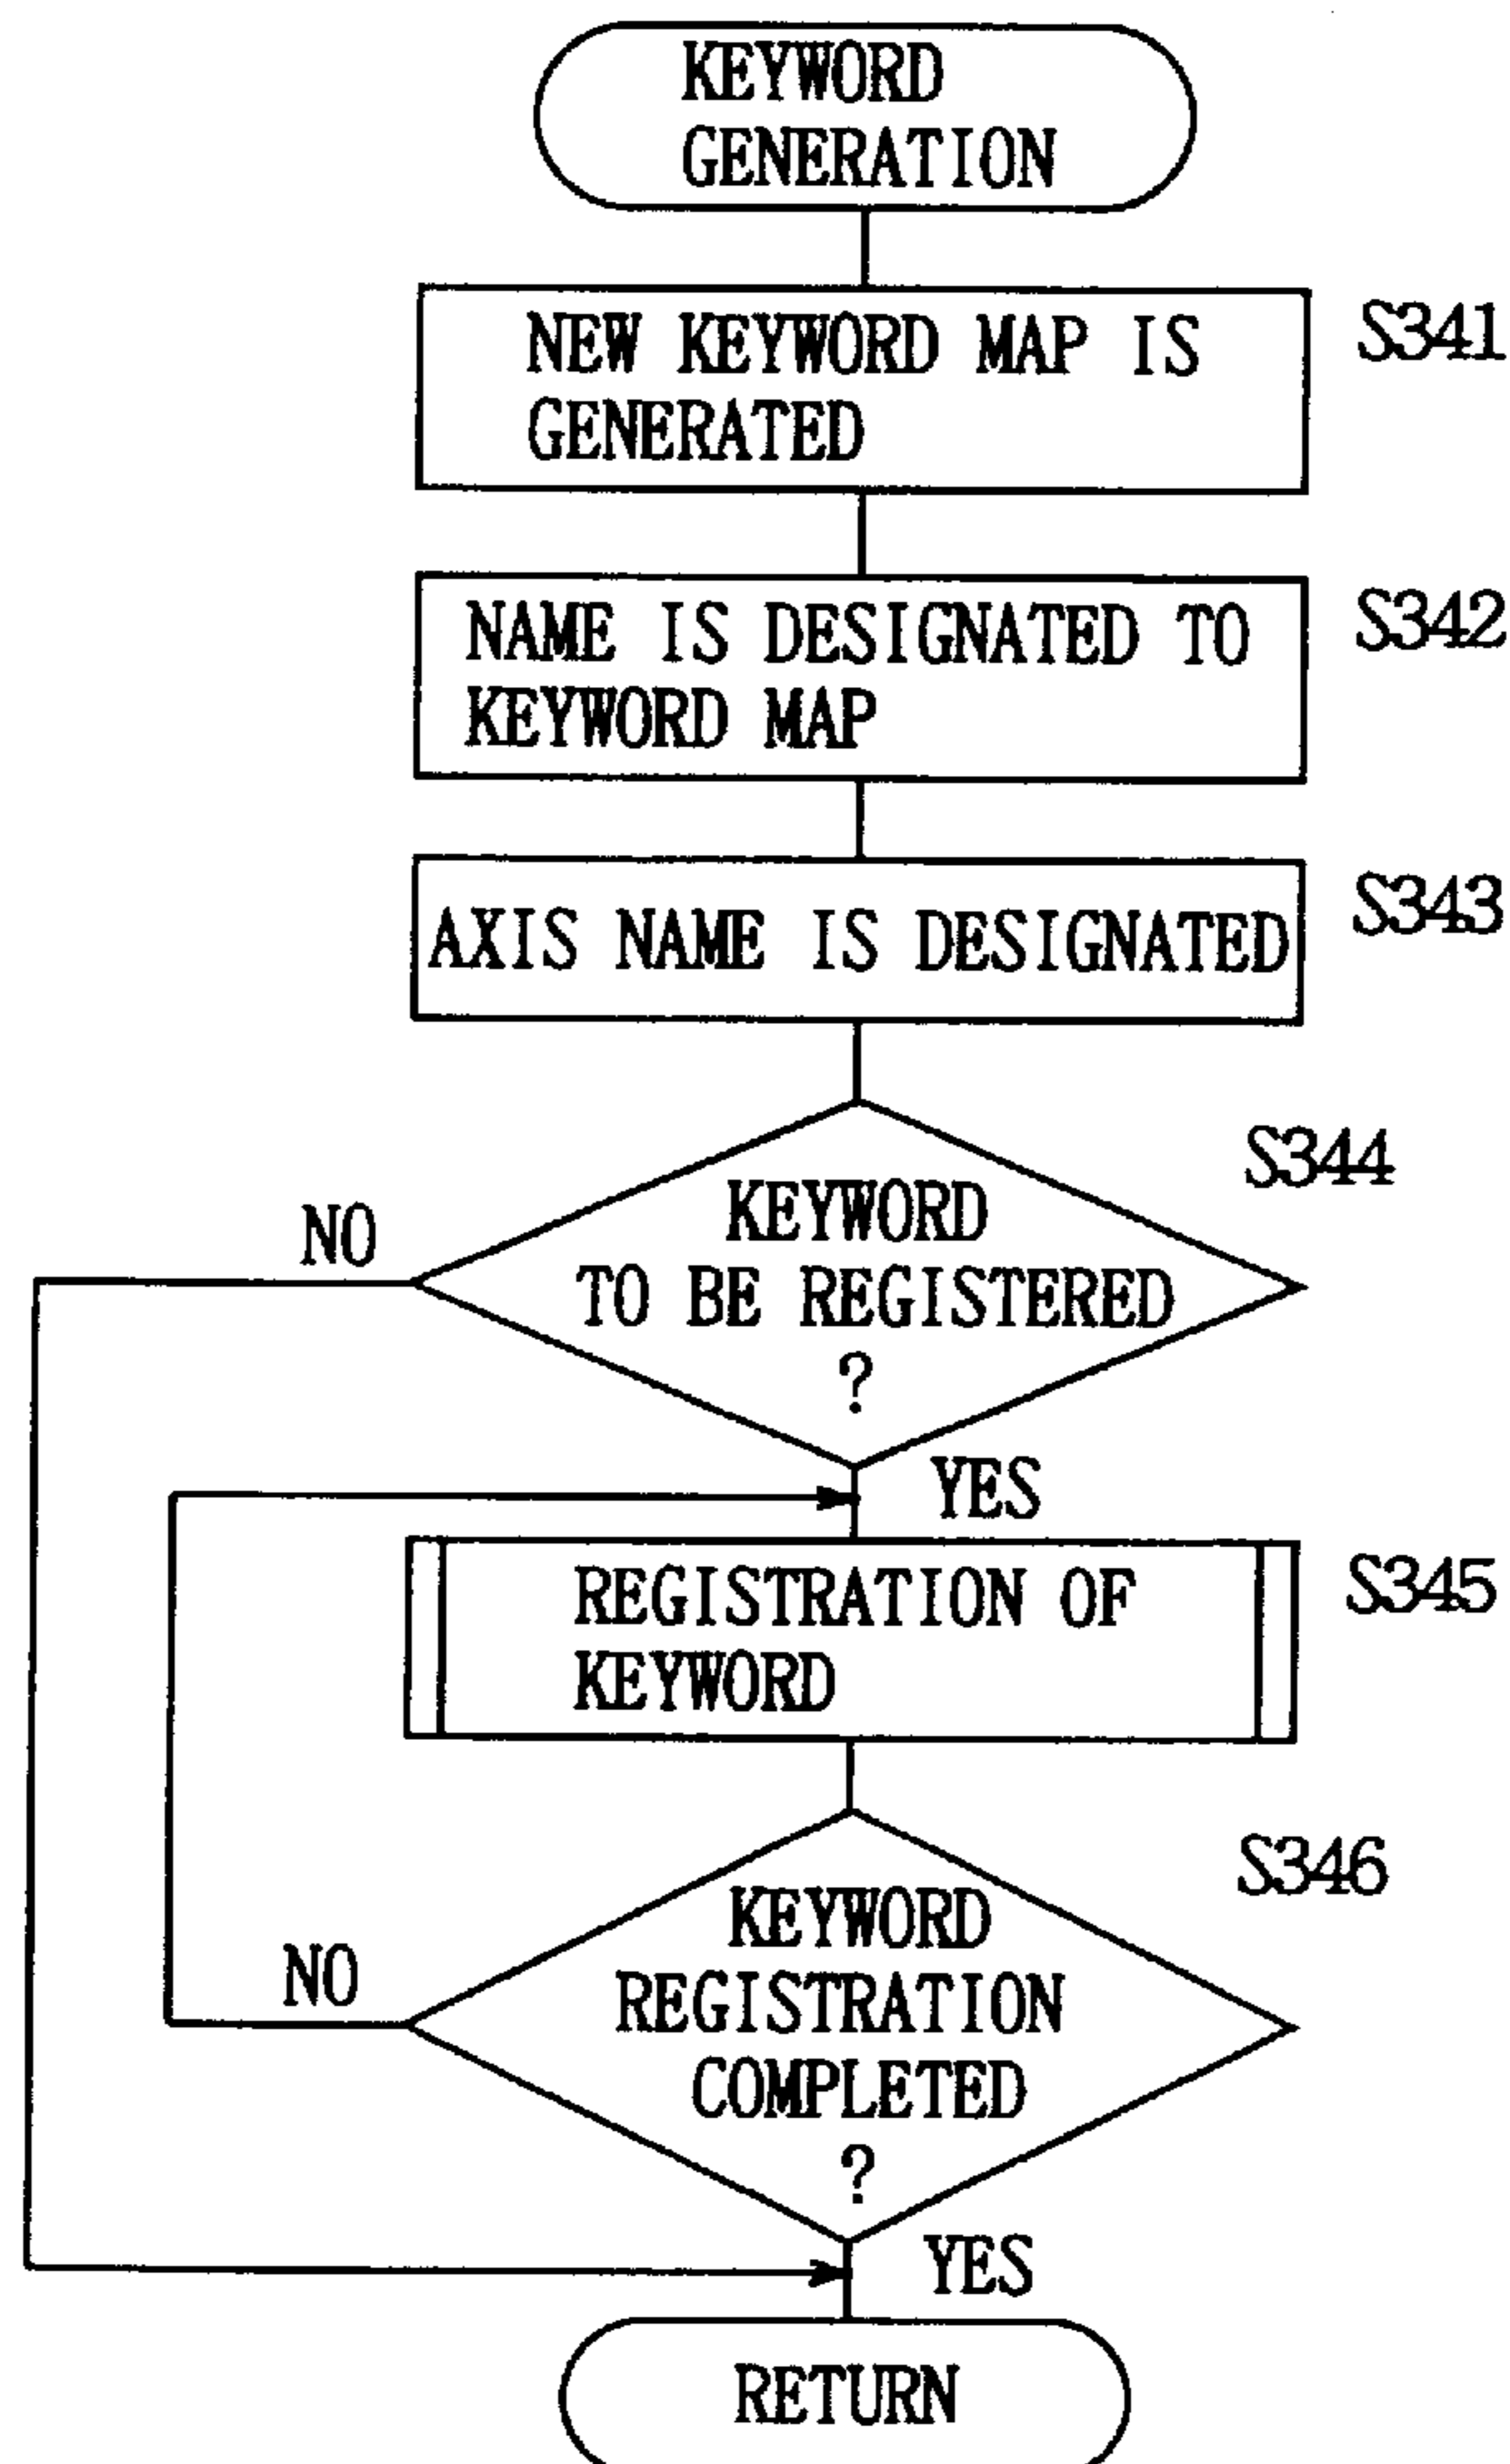 KEYWORD
GENERATION
NEW KEYWORD MAP IS
GENERATED
S341
NAME IS DESIGNATED TO
KEYWORD MAP
S342
AXIS NAME IS DESIGNATED
S343
S344
KEYWORD
TO BE REGISTERED
?
NO
YES
REGISTRATION OF
KEYWORD
S345
S346
KEYWORD
REGISTRATION
COMPLETED
?
NO
YES
RETURN